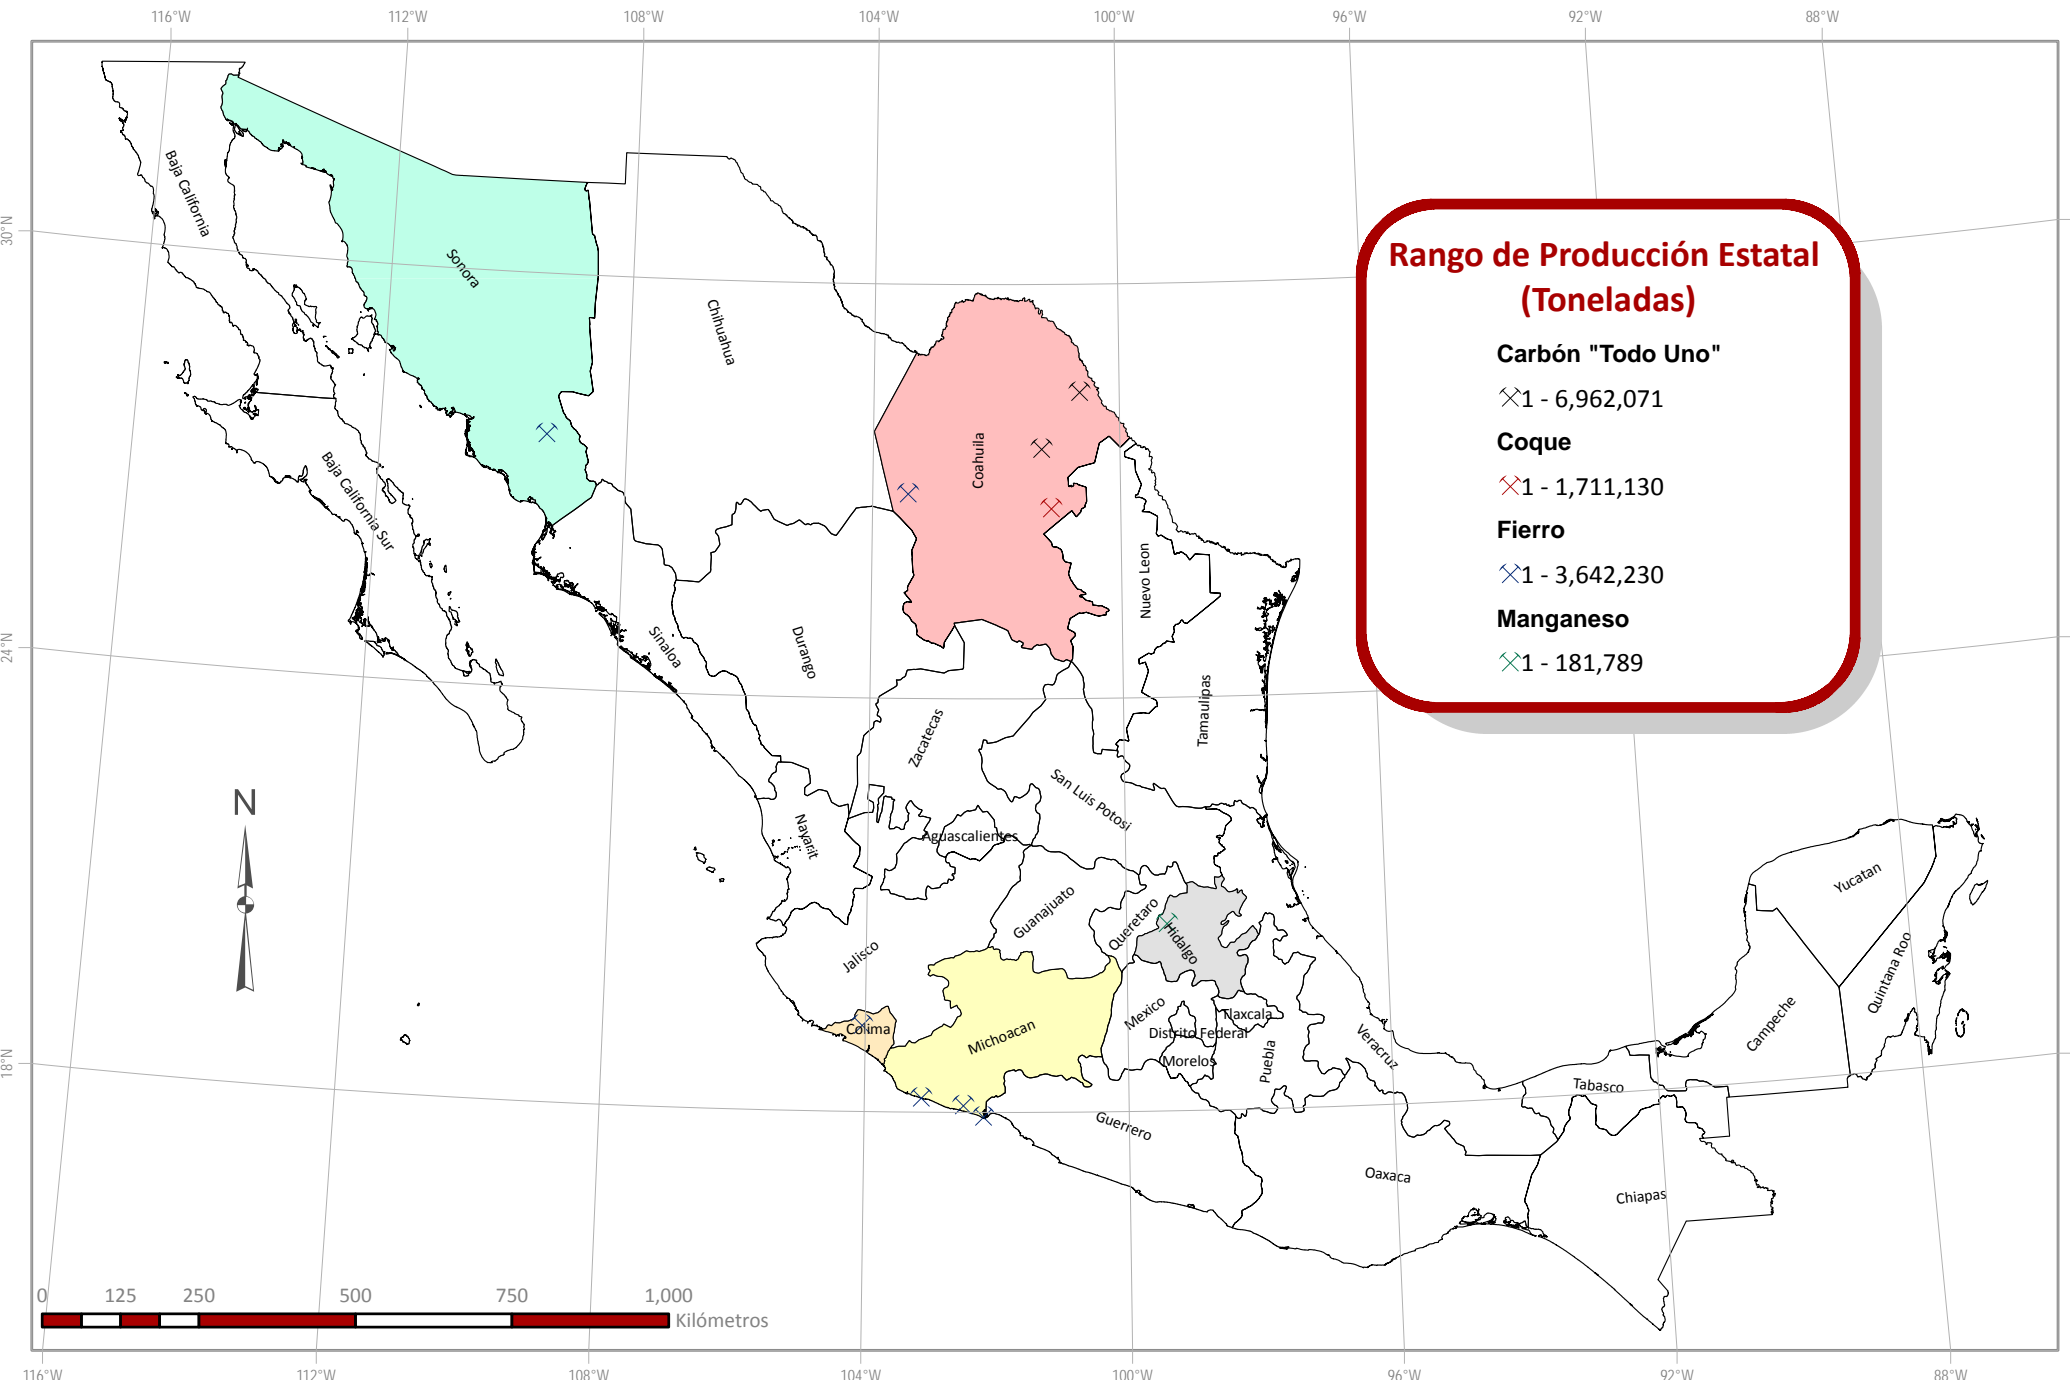 116°W 112°W 108°W 104°W 100°W 96°W 92°W 88°W
30°N
24°N
18°N
Baja California
Sonora
Chihuahua
Coahuila
Baja California Sur
Nuevo Leon
Sinaloa
Durango
Tamaulipas
Zacatecas
San Luis Potosi
Nayarit
Aguascalientes
Guanajuato
Queretaro
Hidalgo
Jalisco
Yucatan
Quintana Roo
Campeche
Colima
Michoacan
Mexico
Tlaxcala
Distrito Federal
Morelos
Puebla
Veracruz
Tabasco
Guerrero
Oaxaca
Chiapas
Rango de Producción Estatal
(Toneladas)
Carbón "Todo Uno"
1 - 6,962,071
Coque
1 - 1,711,130
Fierro
1 - 3,642,230
Manganeso
1 - 181,789
N
0 125 250 500 750 1,000
Kilómetros
116°W 112°W 108°W 104°W 100°W 96°W 92°W 88°W